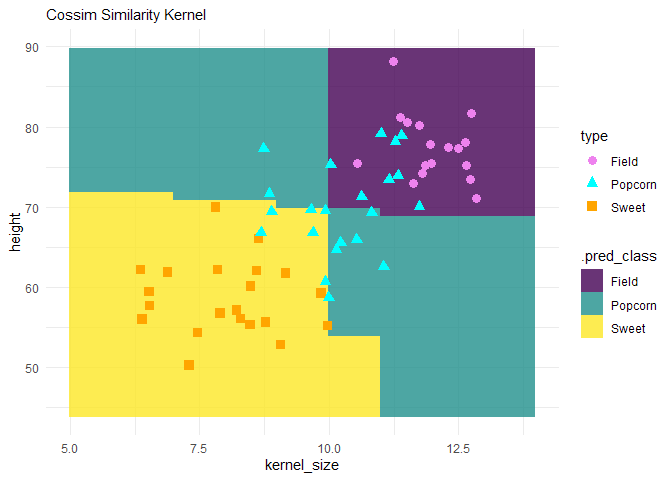 Cossim Similarity Kernel
90
80
70
60
50
height
5.0 7.5 10.0 12.5
kernel_size
type
Field
Popcorn
Sweet
.pred_class
Field
Popcorn
Sweet